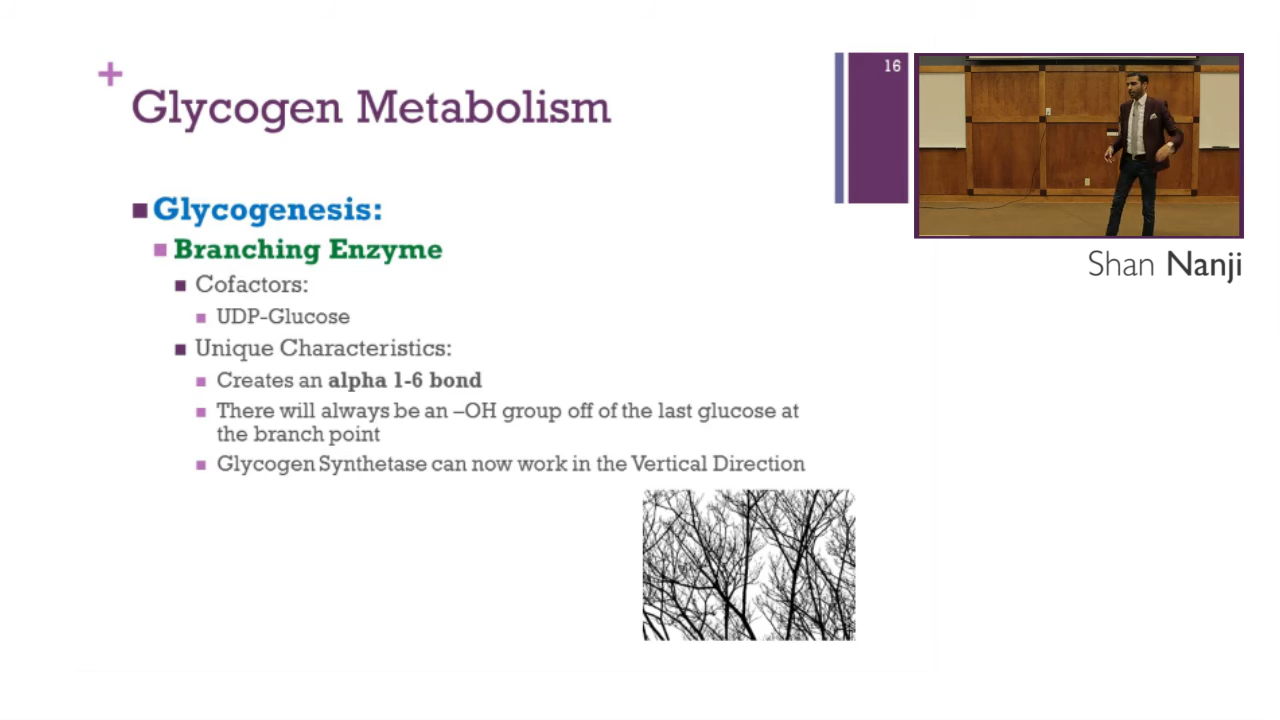 +
Glycogen Metabolism
16
Glycogenesis:
Branching Enzyme
Cofactors:
UDP-Glucose
Unique Characteristics:
Creates an alpha 1-6 bond
There will always be an –OH group off of the last glucose at
the branch point
Glycogen Synthetase can now work in the Vertical Direction
Shan Nanji